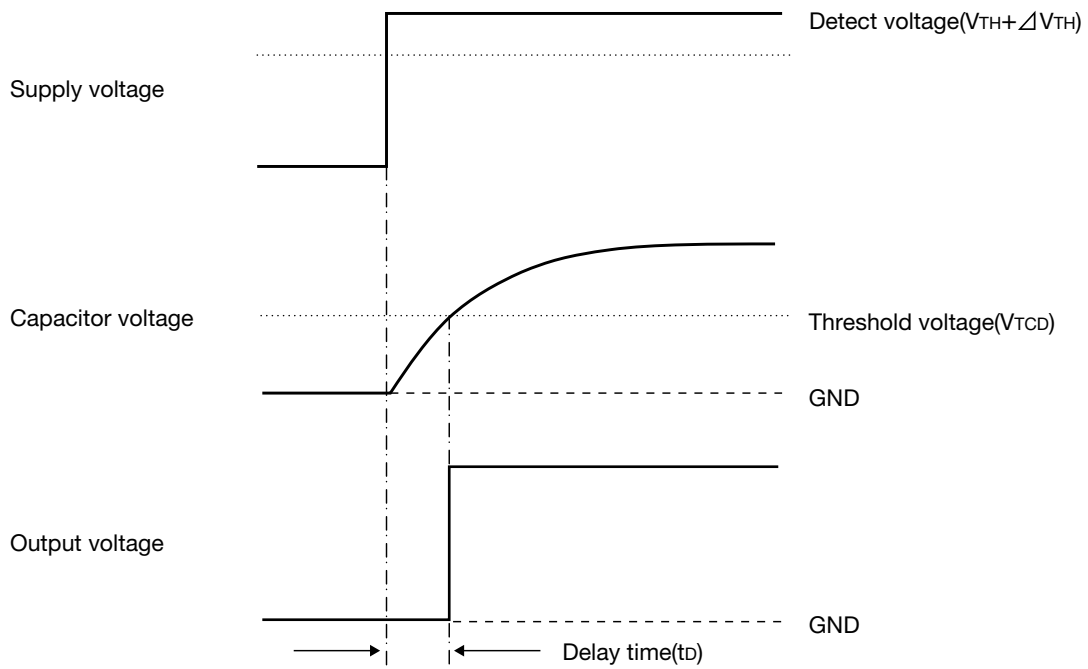 Detect voltage(VTH+⊿VTH)
Supply voltage
Capacitor voltage
Threshold voltage(VTCD)
GND
Output voltage
GND
Delay time(tD)